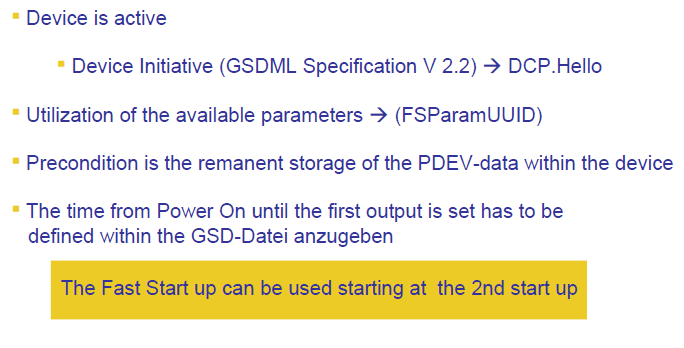 Device is active
Device Initiative (GSDML Specification V 2.2) → DCP.Hello
Utilization of the available parameters → (FSParamUUID)
Precondition is the remanent storage of the PDEV-data within the device
The time from Power On until the first output is set has to be
defined within the GSD-Datei anzugeben
The Fast Start up can be used starting at the 2nd start up